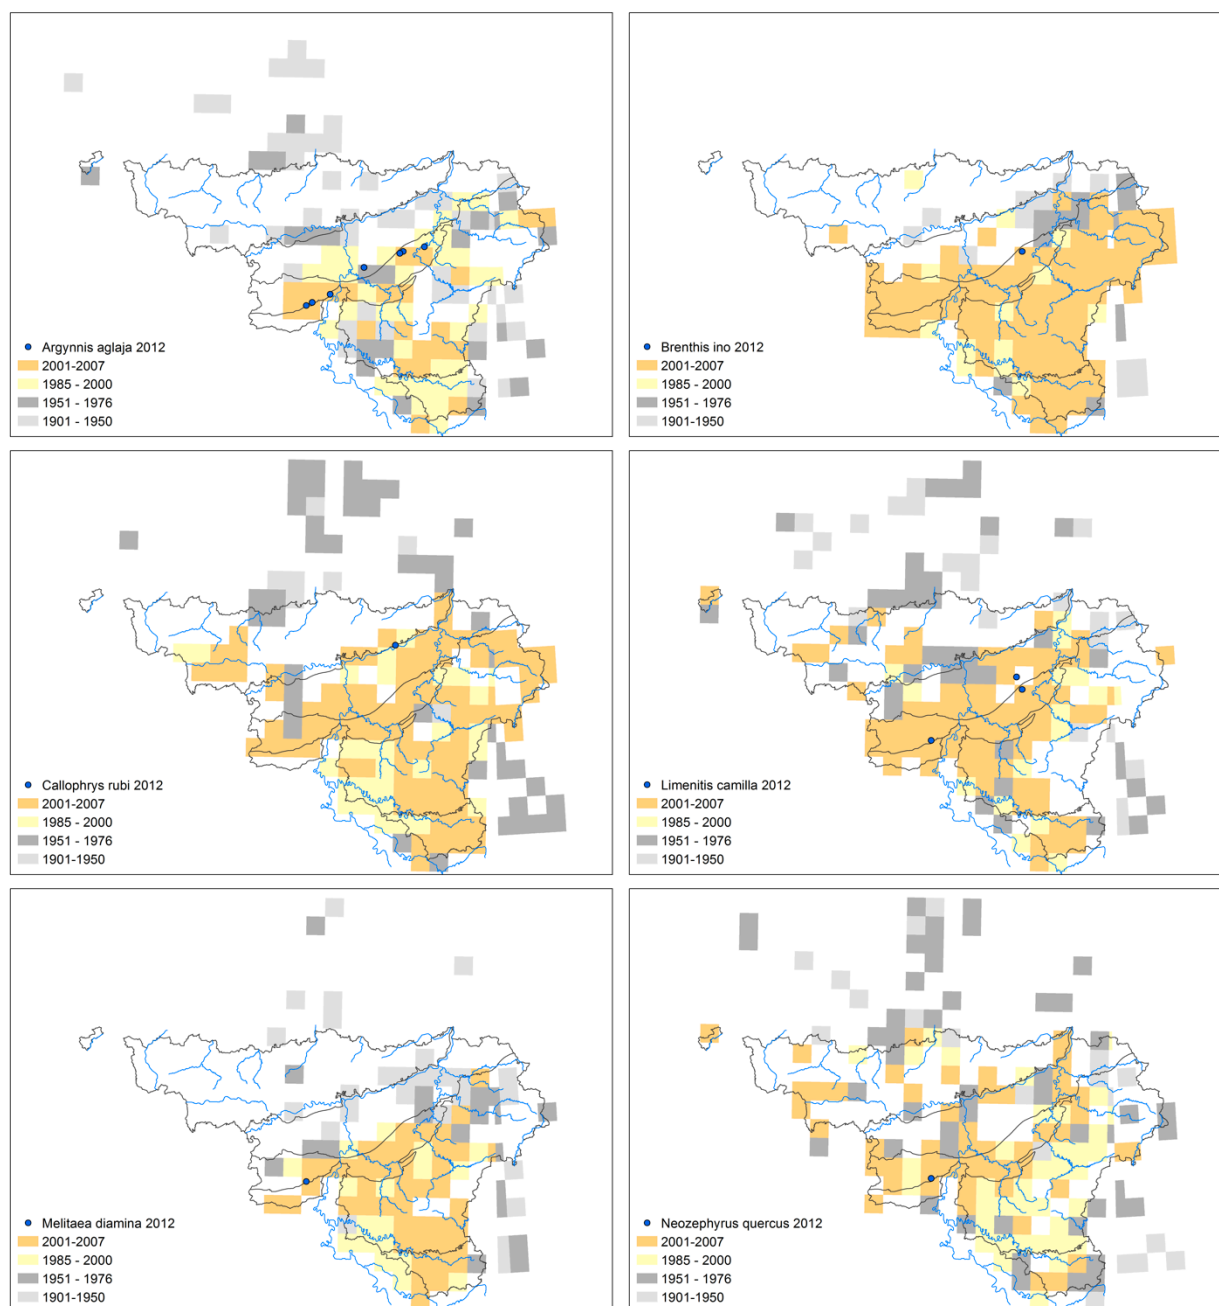 Argynnis aglaja 2012
2001-2007
1985 - 2000
1951 - 1976
1901 - 1950
Brenthis ino 2012
2001-2007
1985 - 2000
1951 - 1976
1901-1950
Callophrys rubi 2012
2001-2007
1985 - 2000
1951 - 1976
1901-1950
Limenitis camilla 2012
2001-2007
1985 - 2000
1951 - 1976
1901-1950
Melitaea diamina 2012
2001-2007
1985 - 2000
1951 - 1976
1901-1950
Neozephyrus quercus 2012
2001-2007
1985 - 2000
1951 - 1976
1901-1950